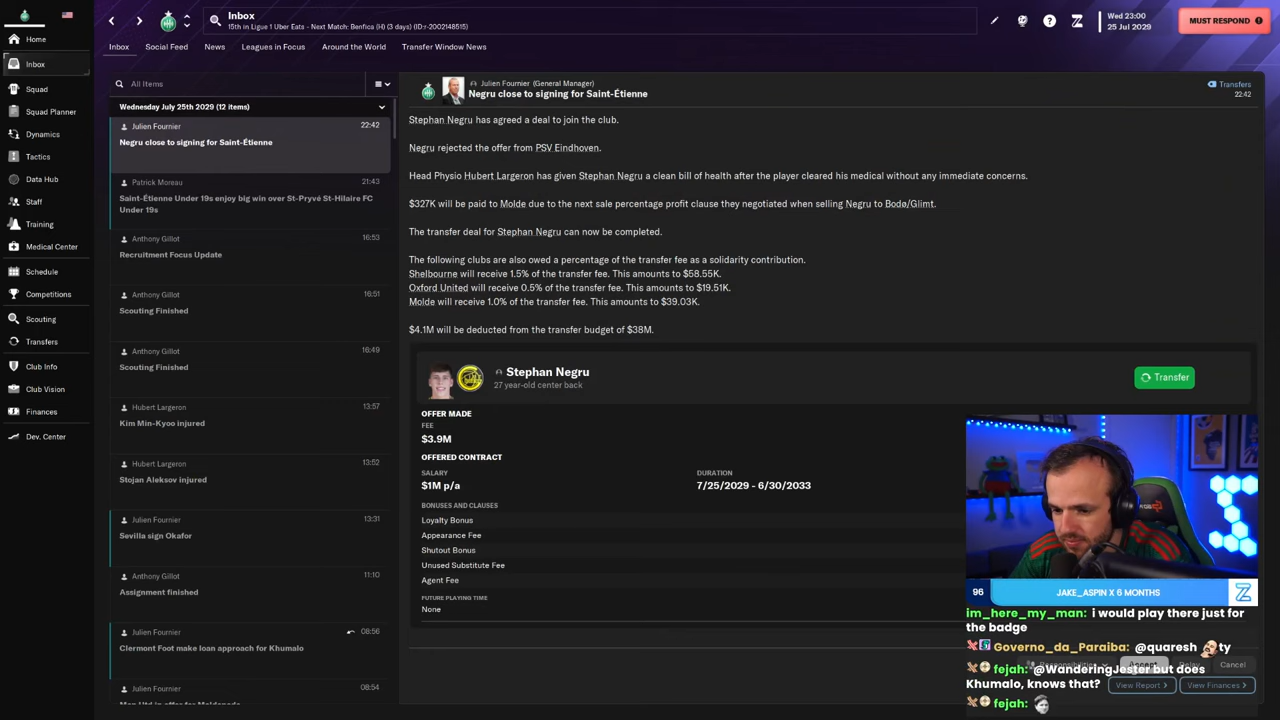 Inbox
15th in Ligue 1 Uber Eats - Next Match: Benfica (H) (3 days) (ID:r-2002148515)
Wed 23:00
25 Jul 2029
MUST RESPOND
Home
Inbox
Squad
Squad Planner
Dynamics
Tactics
Data Hub
Staff
Training
Medical Center
Schedule
Competitions
Scouting
Transfers
Club Info
Club Vision
Finances
Dev. Center
Inbox
Social Feed
News
Leagues in Focus
Around the World
Transfer Window News
All Items
Wednesday July 25th 2029 (12 items)
Julien Fournier 22:42
Negru close to signing for Saint-Étienne
Patrick Moreau 21:43
Saint-Étienne Under 19s enjoy big win over St-Pryvé St-Hilaire FC
Under 19s
Anthony Gillot 16:53
Recruitment Focus Update
Anthony Gillot 16:51
Scouting Finished
Anthony Gillot 16:49
Scouting Finished
Hubert Largeron 13:57
Kim Min-Kyoo injured
Hubert Largeron 13:52
Stojan Aleksov injured
Julien Fournier 13:31
Sevilla sign Okafor
Anthony Gillot 11:10
Assignment finished
Julien Fournier 08:56
Clermont Foot make loan approach for Khumalo
Julien Fournier 08:54
Julien Fournier (General Manager)
Negru close to signing for Saint-Étienne
Transfers
22:42
Stephan Negru has agreed a deal to join the club.
Negru rejected the offer from PSV Eindhoven.
Head Physio Hubert Largeron has given Stephan Negru a clean bill of health after the player cleared his medical without any immediate concerns.
$327K will be paid to Molde due to the next sale percentage profit clause they negotiated when selling Negru to Bodø/Glimt.
The transfer deal for Stephan Negru can now be completed.
The following clubs are also owed a percentage of the transfer fee as a solidarity contribution.
Shelbourne will receive 1.5% of the transfer fee. This amounts to $58.55K.
Oxford United will receive 0.5% of the transfer fee. This amounts to $19.51K.
Molde will receive 1.0% of the transfer fee. This amounts to $39.03K.
$4.1M will be deducted from the transfer budget of $38M.
Stephan Negru
27 year-old center back
Transfer
OFFER MADE
FEE
$3.9M
OFFERED CONTRACT
SALARY
$1M p/a
DURATION
7/25/2029 - 6/30/2033
BONUSES AND CLAUSES
Loyalty Bonus
Appearance Fee
Shutout Bonus
Unused Substitute Fee
Agent Fee
FUTURE PLAYING TIME
None
96 JAKE_ASPIN X 6 MONTHS
im_here_my_man: i would play there just for
the badge
Governo_da_Paraiba: @quaresh ty
fejah: @WanderingJester but does
Khumalo, knows that?
fejah:
Cancel
View Report
View Finances